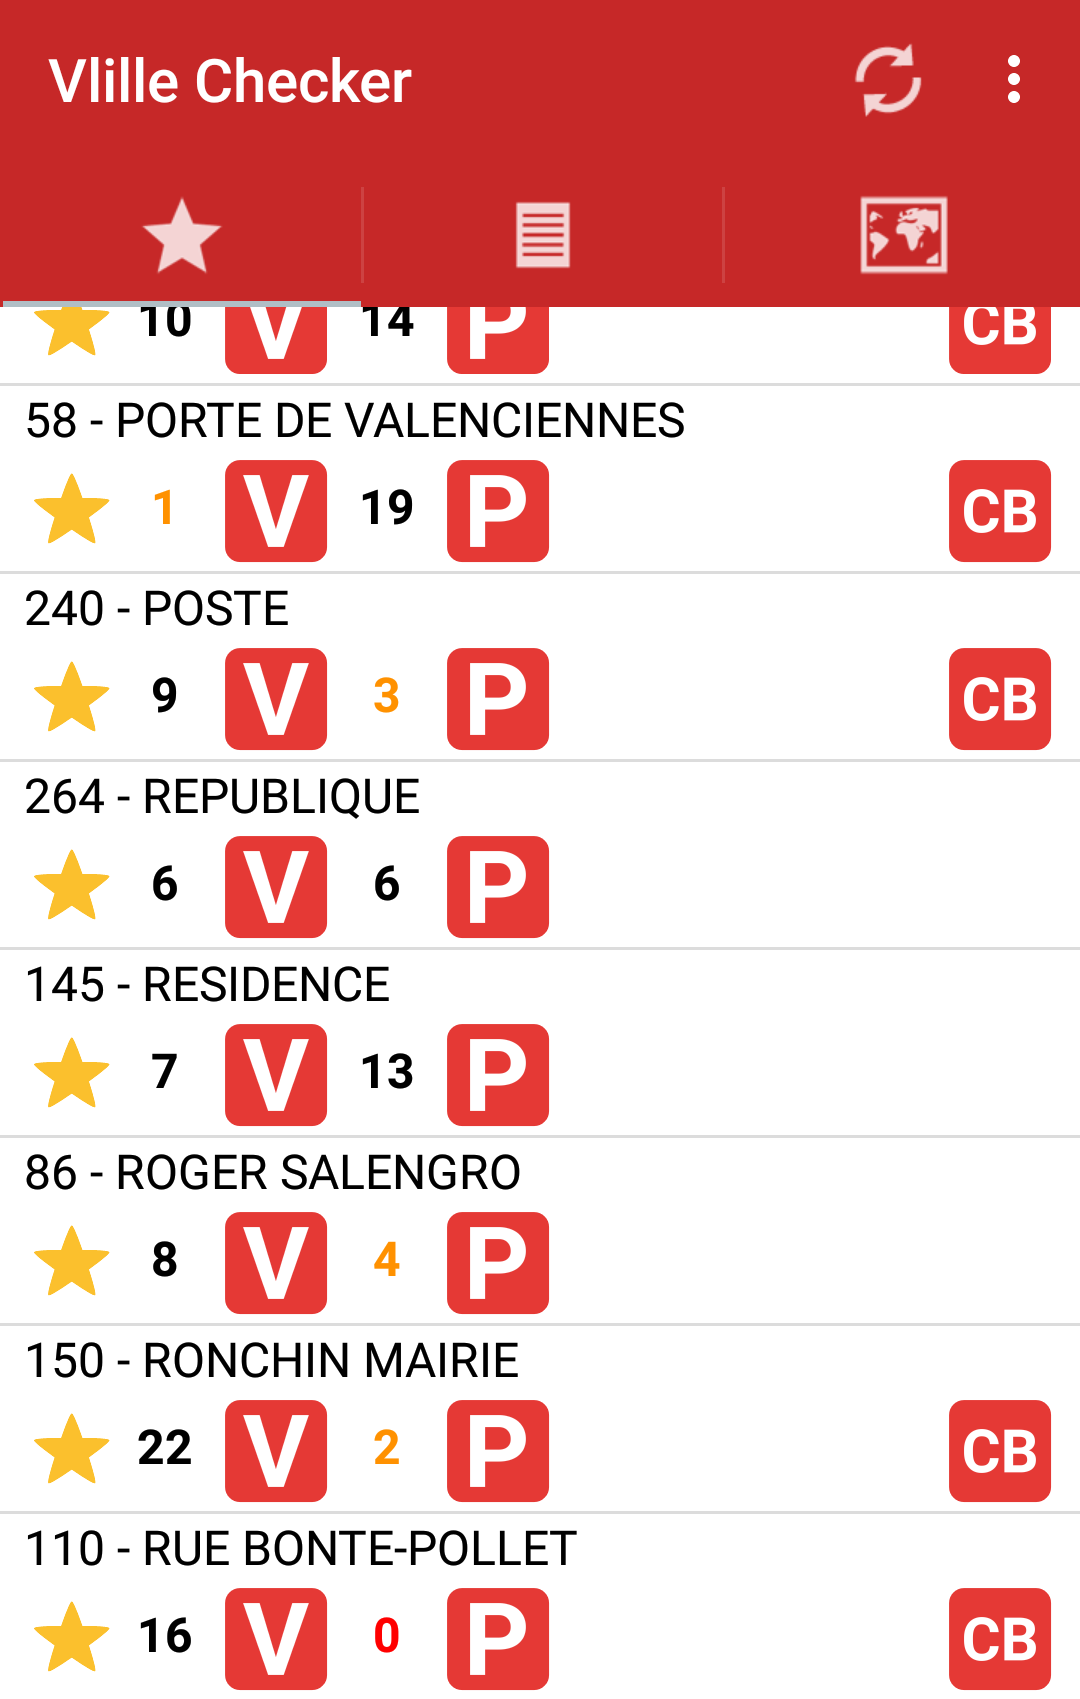 Vlille Checker
10 V 14 P CB
58 - PORTE DE VALENCIENNES
1 V 19 P CB
240 - POSTE
9 V 3 P CB
264 - REPUBLIQUE
6 V 6 P
145 - RESIDENCE
7 V 13 P
86 - ROGER SALENGRO
8 V 4 P
150 - RONCHIN MAIRIE
22 V 2 P CB
110 - RUE BONTE-POLLET
16 V 0 P CB